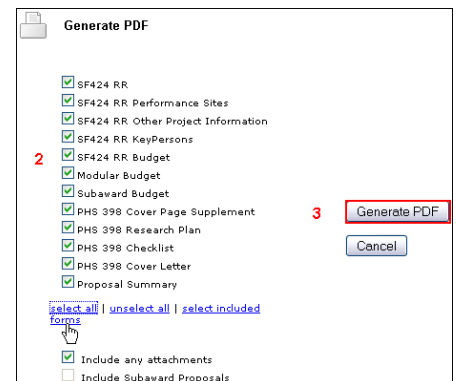 Generate PDF
SF424 RR
SF424 RR Performance Sites
SF424 RR Other Project Information
SF424 RR KeyPersons
2 SF424 RR Budget
Modular Budget
Subaward Budget
PHS 398 Cover Page Supplement
PHS 398 Research Plan
PHS 398 Checklist
PHS 398 Cover Letter
Proposal Summary
3 Generate PDF
Cancel
select all | unselect all | select included
forms
Include any attachments
Include Subaward Proposals